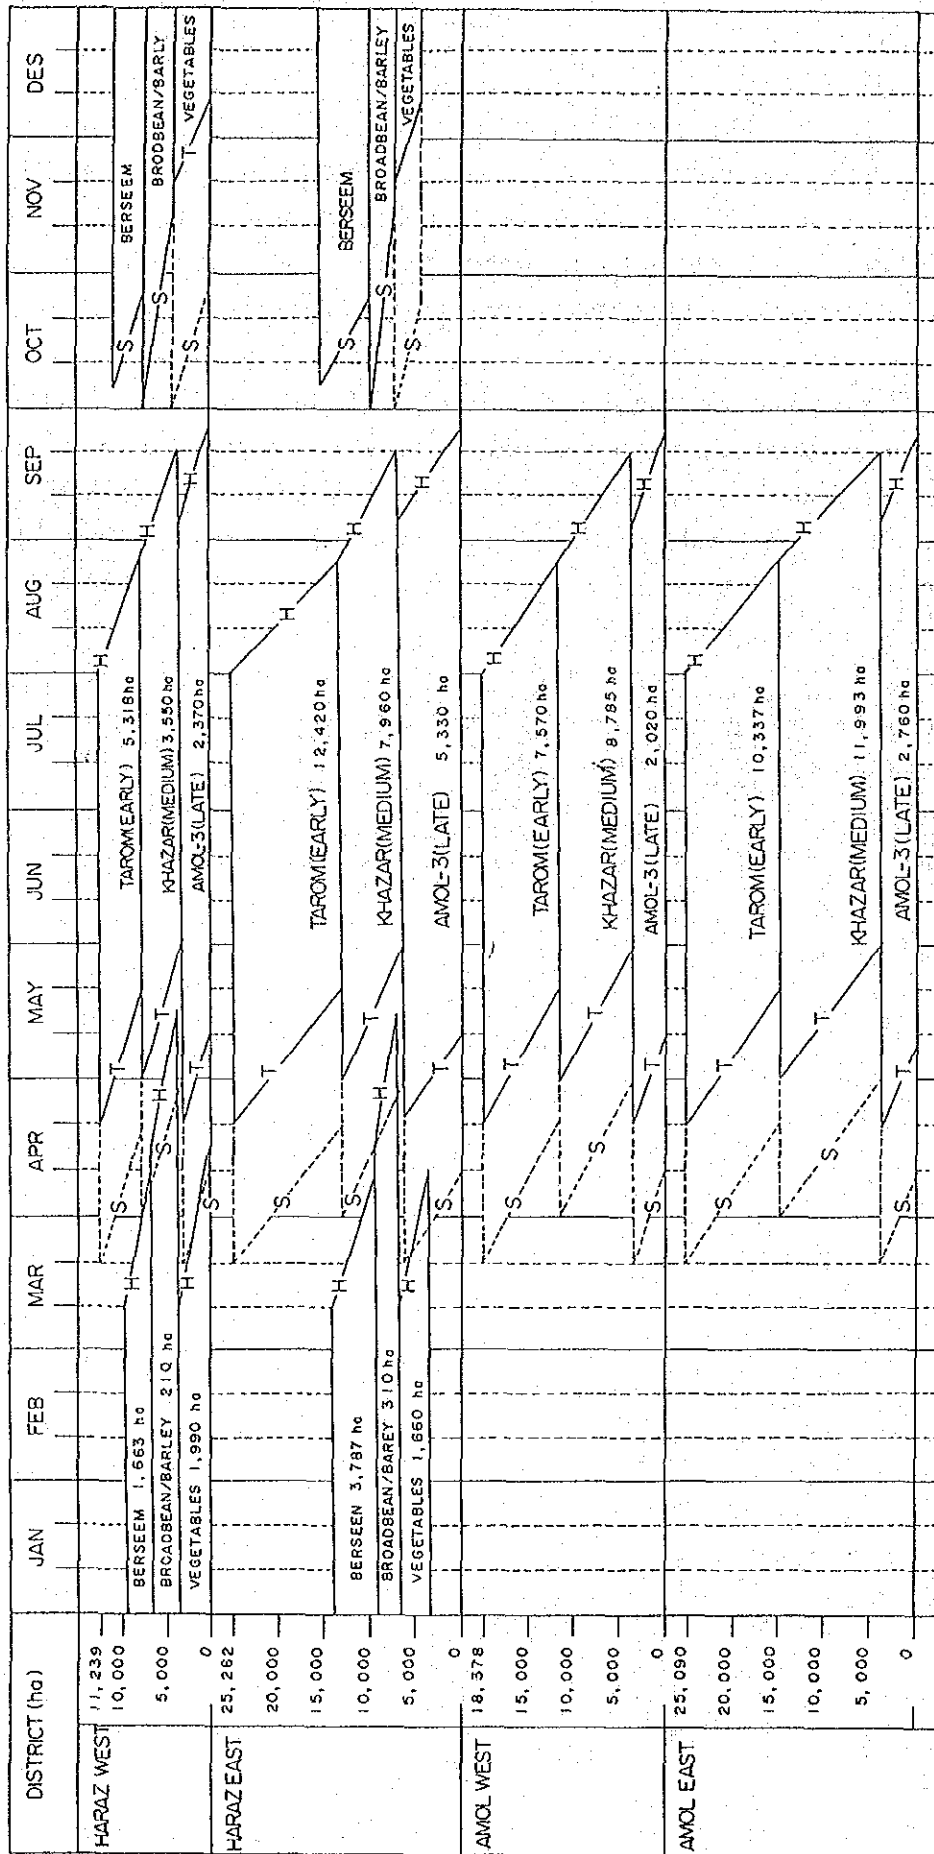 DISTRICT (ha) JAN FEB MAR APR MAY JUN JUL AUG SEP OCT NOV DES
HARAZ WEST
11,239
10,000
5,000
0
BERSEEM 1,663 ha
BROADBEAN/BARLEY 210 ha
VEGETABLES 1,990 ha
H
H
H
S
S
S
T
T
T
TAROM(EARLY) 5,318 ha
KHAZAR(MEDIUM) 3,550 ha
AMOL-3(LATE) 2,370 ha
H
H
H
S
S
S
T
BERSEEM
BRODBEAN/BARLY
VEGETABLES
HARAZ EAST
25,262
20,000
15,000
10,000
5,000
0
BERSEEN 3,787 ha
BROADBEAN/BAREY 310 ha
VEGETABLES 1,660 ha
H
H
H
S
S
S
T
T
T
TAROM(EARLY) 12,420 ha
KHAZAR(MEDIUM) 7,960 ha
AMOL-3(LATE) 5,330 ha
H
H
H
S
S
S
BERSEEM
BROADBEAN/BARLEY
VEGETABLES
AMOL WEST
18,378
15,000
10,000
5,000
0
S
S
S
T
T
T
TAROM(EARLY) 7,570 ha
KHAZAR(MEDIUM) 8,785 ha
AMOL-3(LATE) 2,020 ha
H
H
H
AMOL EAST
25,090
20,000
15,000
10,000
5,000
0
S
S
S
T
T
T
TAROM(EARLY) 10,337 ha
KHAZAR(MEDIUM) 11,993 ha
AMOL-3(LATE) 2,760 ha
H
H
H